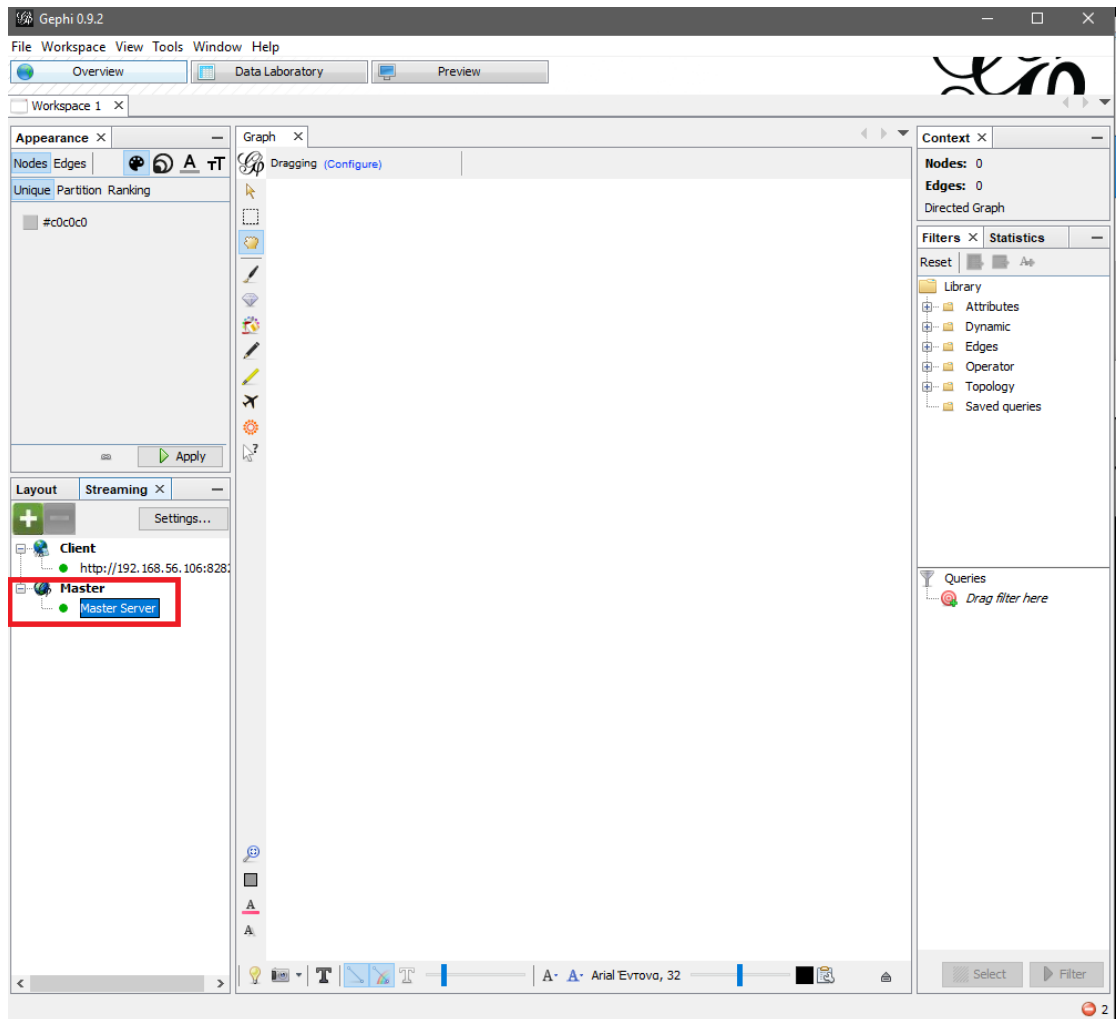 Gephi 0.9.2
File Workspace View Tools Window Help
Overview Data Laboratory Preview
Workspace 1
Appearance
Nodes Edges
Unique Partition Ranking
#c0c0c0
Apply
Layout Streaming
Settings...
Client
http://192.168.56.106:828
Master
Master Server
Graph
Dragging (Configure)
A- A- Arial Έντονα, 32
Context
Nodes: 0
Edges: 0
Directed Graph
Filters Statistics
Reset
Library
Attributes
Dynamic
Edges
Operator
Topology
Saved queries
Queries
Drag filter here
Select Filter
2